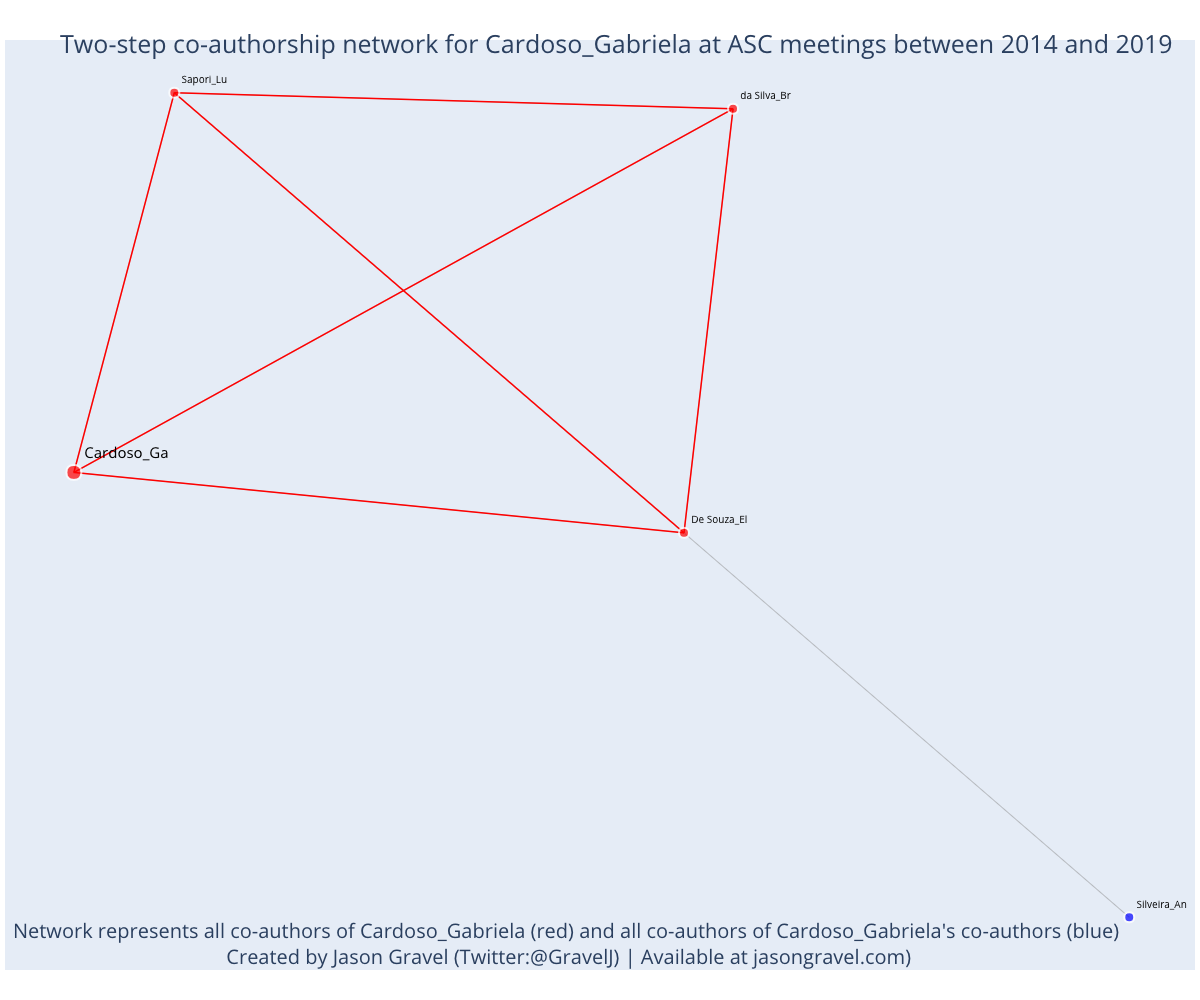 Two-step co-authorship network for Cardoso_Gabriela at ASC meetings between 2014 and 2019
Sapori_Lu
da Silva_Br
Cardoso_Ga
De Souza_El
Silveira_An
Network represents all co-authors of Cardoso_Gabriela (red) and all co-authors of Cardoso_Gabriela's co-authors (blue)
Created by Jason Gravel (Twitter:@GravelJ) | Available at jasongravel.com)